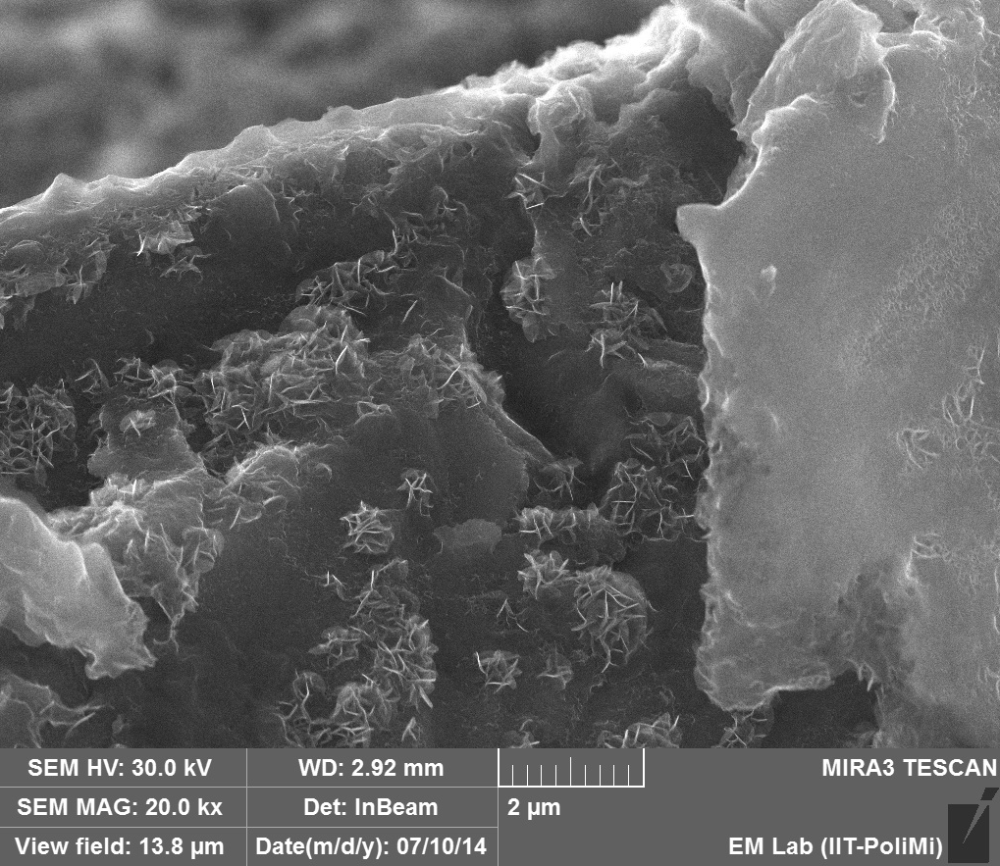 SEM HV: 30.0 kV
WD: 2.92 mm
MIRA3 TESCAN
SEM MAG: 20.0 kx
Det: InBeam
2 µm
View field: 13.8 µm
Date(m/d/y): 07/10/14
EM Lab (IIT-PoliMi)